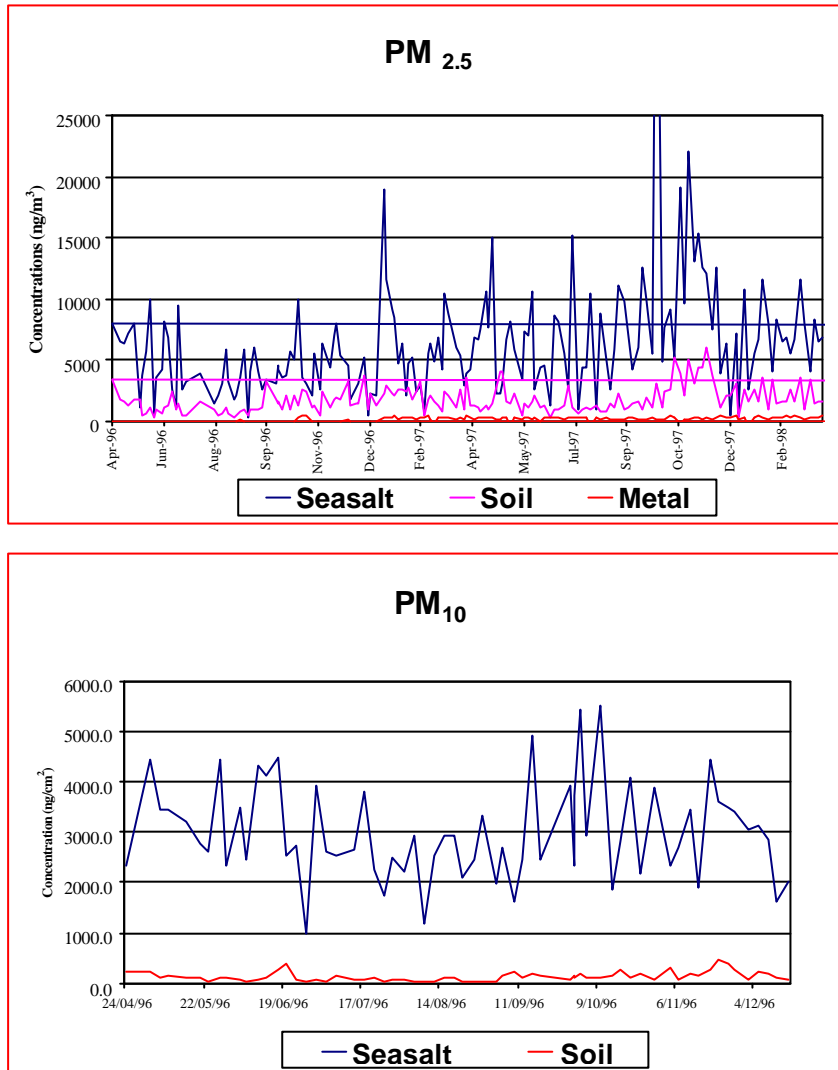 PM 2.5
Concentrations (ng/m³)
25000
20000
15000
10000
5000
0
Apr-96 Jun-96 Aug-96 Sep-96 Nov-96 Dec-96 Feb-97 Apr-97 May-97 Jul-97 Sep-97 Oct-97 Dec-97 Feb-98
Seasalt Soil Metal
PM10
Concentration (ng/cm²)
6000.0
5000.0
4000.0
3000.0
2000.0
1000.0
0.0
24/04/96 22/05/96 19/06/96 17/07/96 14/08/96 11/09/96 9/10/96 6/11/96 4/12/96
Seasalt Soil